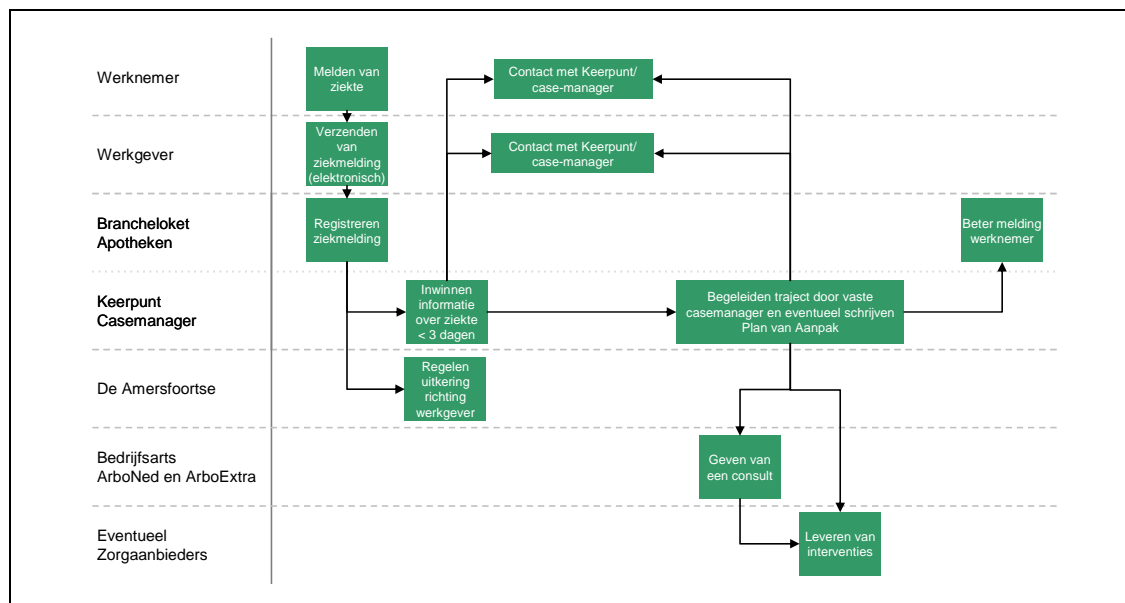 Werknemer
Melden van
ziekte
Contact met Keerpunt/
case-manager
Werkgever
Verzenden
van
ziekmelding
(elektronisch)
Contact met Keerpunt/
case-manager
Brancheloket
Apotheken
Registreren
ziekmelding
Beter melding
werknemer
Keerpunt
Casemanager
Inwinnen
informatie
over ziekte
< 3 dagen
Begeleiden traject door vaste
casemanager en eventueel schrijven
Plan van Aanpak
De Amersfoortse
Regelen
uitkering
richting
werkgever
Bedrijfsarts
ArboNed en ArboExtra
Geven van
een consult
Eventueel
Zorgaanbieders
Leveren van
interventies